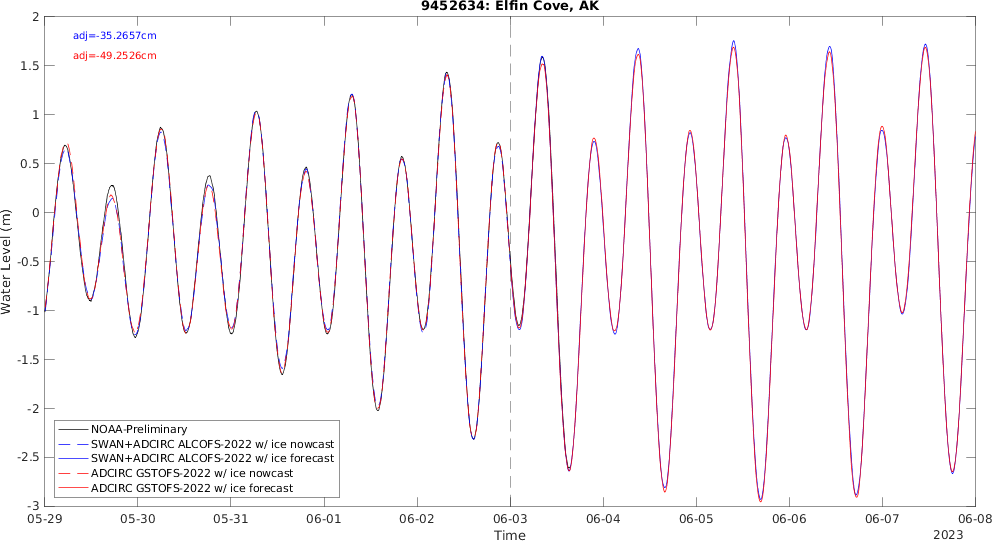 9452634: Elfin Cove, AK
adj=-35.2657cm
adj=-49.2526cm
Water Level (m)
2
1.5
1
0.5
0
-0.5
-1
-1.5
-2
-2.5
-3
NOAA-Preliminary
SWAN+ADCIRC ALCOFS-2022 w/ ice nowcast
SWAN+ADCIRC ALCOFS-2022 w/ ice forecast
ADCIRC GSTOFS-2022 w/ ice nowcast
ADCIRC GSTOFS-2022 w/ ice forecast
05-29 05-30 05-31 06-01 06-02 06-03 06-04 06-05 06-06 06-07 06-08
Time
2023